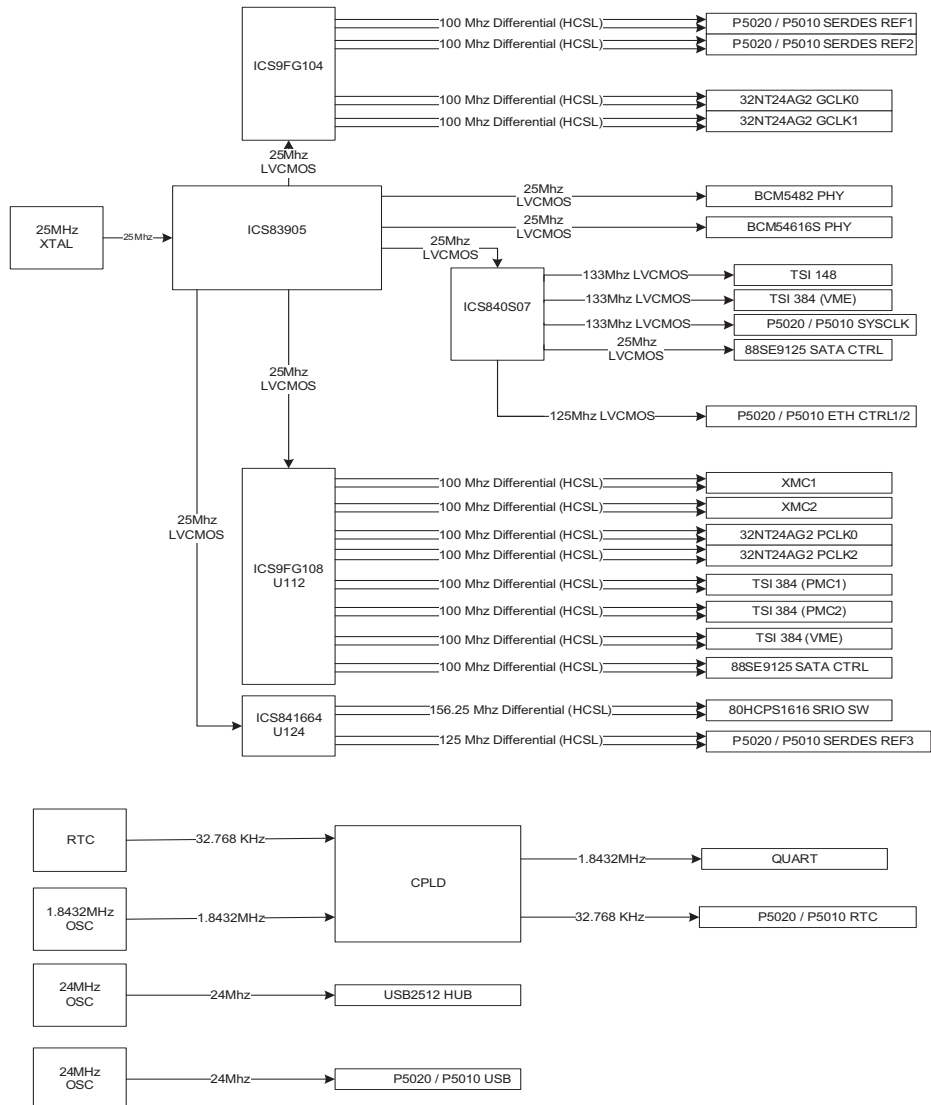 ICS9FG104
100 Mhz Differential (HCSL)
P5020 / P5010 SERDES REF1
100 Mhz Differential (HCSL)
P5020 / P5010 SERDES REF2
100 Mhz Differential (HCSL)
32NT24AG2 GCLK0
100 Mhz Differential (HCSL)
32NT24AG2 GCLK1
25Mhz
LVCMOS
25MHz
XTAL
25Mhz
ICS83905
25Mhz
LVCMOS
BCM5482 PHY
25Mhz
LVCMOS
BCM54616S PHY
25Mhz
LVCMOS
ICS840S07
133Mhz LVCMOS
TSI 148
133Mhz LVCMOS
TSI 384 (VME)
133Mhz LVCMOS
P5020 / P5010 SYSCLK
25Mhz
LVCMOS
88SE9125 SATA CTRL
125Mhz LVCMOS
P5020 / P5010 ETH CTRL1/2
25Mhz
LVCMOS
25Mhz
LVCMOS
ICS9FG108
U112
100 Mhz Differential (HCSL)
XMC1
100 Mhz Differential (HCSL)
XMC2
100 Mhz Differential (HCSL)
32NT24AG2 PCLK0
100 Mhz Differential (HCSL)
32NT24AG2 PCLK2
100 Mhz Differential (HCSL)
TSI 384 (PMC1)
100 Mhz Differential (HCSL)
TSI 384 (PMC2)
100 Mhz Differential (HCSL)
TSI 384 (VME)
100 Mhz Differential (HCSL)
88SE9125 SATA CTRL
ICS841664
U124
156.25 Mhz Differential (HCSL)
80HCPS1616 SRIO SW
125 Mhz Differential (HCSL)
P5020 / P5010 SERDES REF3
RTC
32.768 KHz
CPLD
1.8432MHz
QUART
1.8432MHz
OSC
1.8432MHz
32.768 KHz
P5020 / P5010 RTC
24MHz
OSC
24Mhz
USB2512 HUB
24MHz
OSC
24Mhz
P5020 / P5010 USB